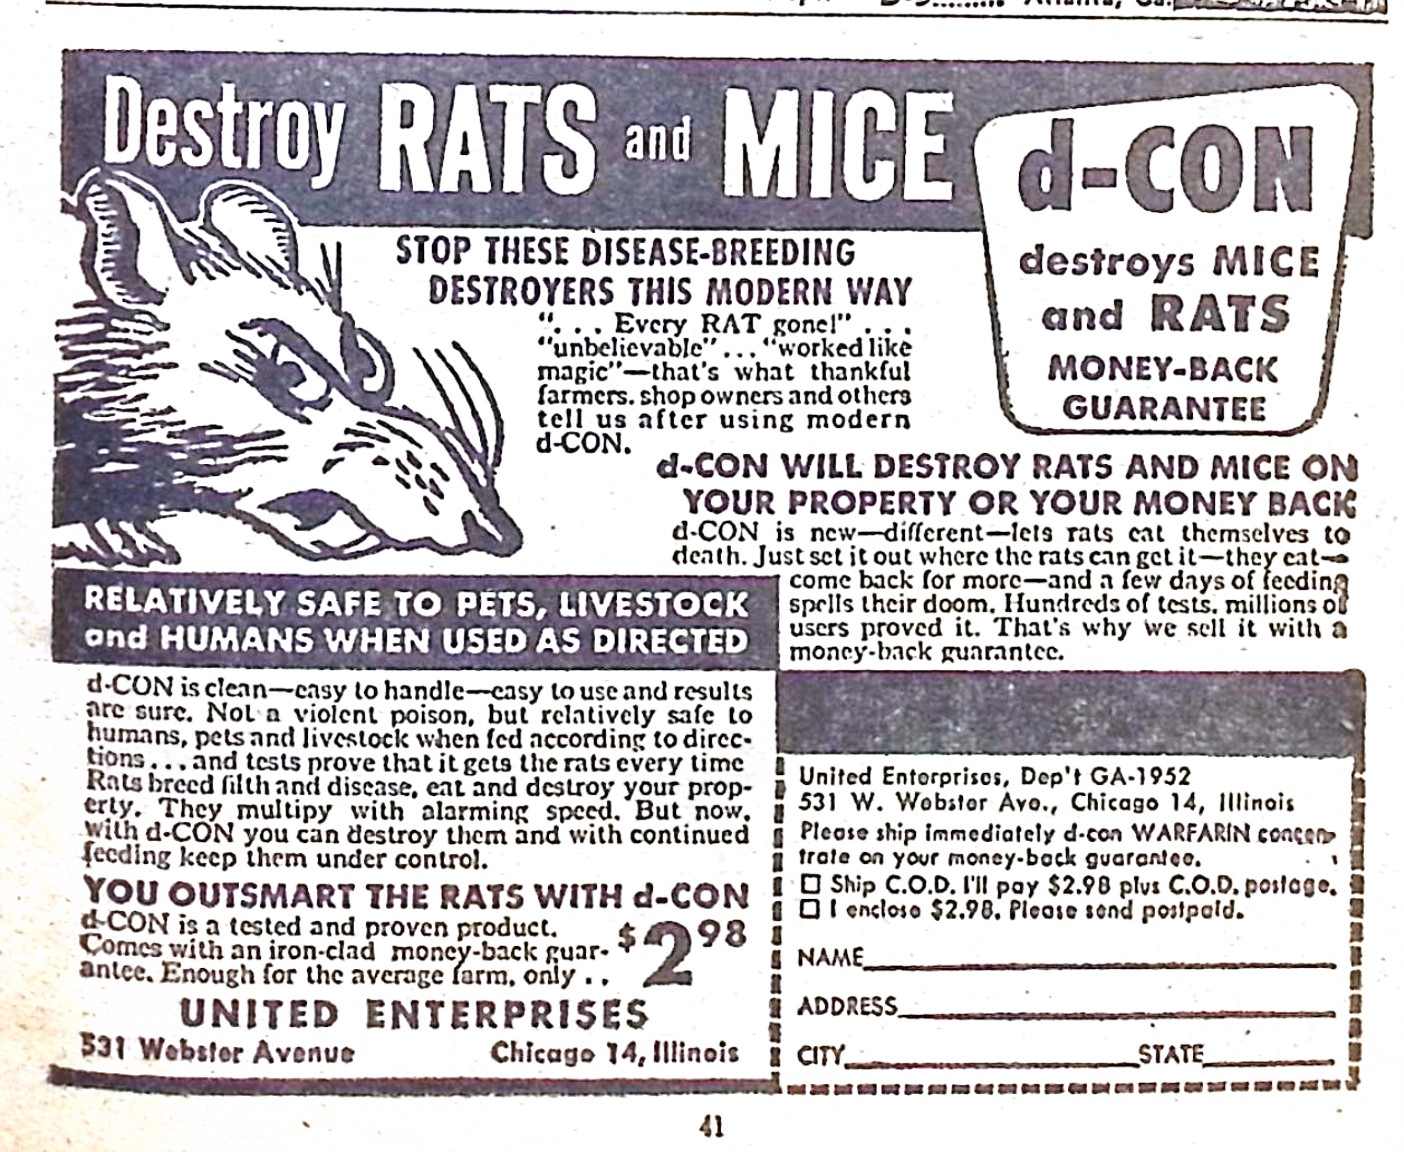 Atlanta, Ga.
Destroy RATS and MICE
d-CON
destroys MICE
and RATS
MONEY-BACK
GUARANTEE
STOP THESE DISEASE-BREEDING
DESTROYERS THIS MODERN WAY
". . . Every RAT gone!" . . .
"unbelievable" . . . "worked like
magic"—that's what thankful
farmers, shop owners and others
tell us after using modern
d-CON.
d-CON WILL DESTROY RATS AND MICE ON
YOUR PROPERTY OR YOUR MONEY BACK
d-CON is new—different—lets rats eat themselves to
death. Just set it out where the rats can get it—they eat—
come back for more—and a few days of feeding
spells their doom. Hundreds of tests, millions of
users proved it. That's why we sell it with a
money-back guarantee.
RELATIVELY SAFE TO PETS, LIVESTOCK
and HUMANS WHEN USED AS DIRECTED
d-CON is clean—easy to handle—easy to use and results
are sure. Not a violent poison, but relatively safe to
humans, pets and livestock when fed according to direc-
tions . . . and tests prove that it gets the rats every time
Rats breed filth and disease, eat and destroy your prop-
erty. They multipy with alarming speed. But now,
with d-CON you can destroy them and with continued
feeding keep them under control.
YOU OUTSMART THE RATS WITH d-CON
d-CON is a tested and proven product.
Comes with an iron-clad money-back guar-
antee. Enough for the average farm, only . .
$2.98
UNITED ENTERPRISES
531 Webster Avenue Chicago 14, Illinois
United Enterprises, Dep't GA-1952
531 W. Webster Ave., Chicago 14, Illinois
Please ship immediately d-con WARFARIN concen-
trate on your money-back guarantee.
☐ Ship C.O.D. I'll pay $2.98 plus C.O.D. postage.
☐ I enclose $2.98. Please send postpaid.
NAME
ADDRESS
CITY STATE
41